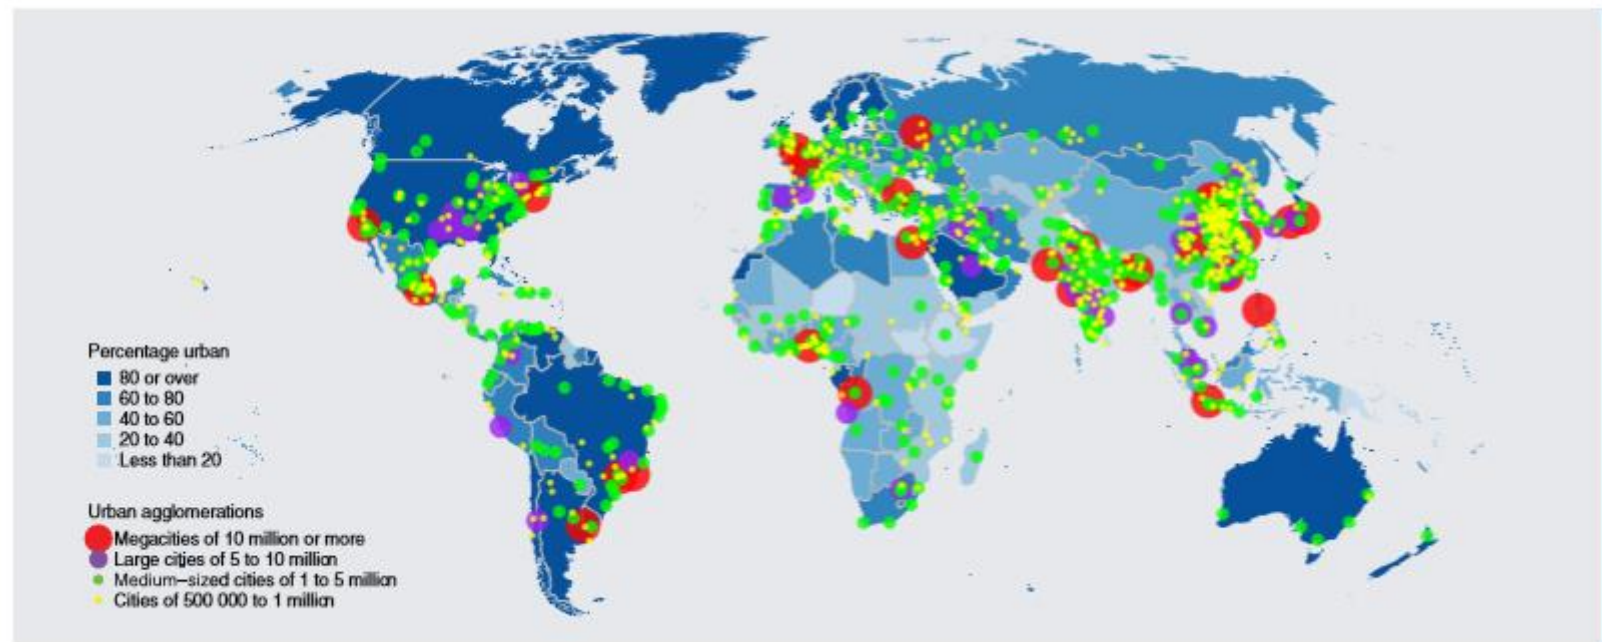 Percentage urban
80 or over
60 to 80
40 to 60
20 to 40
Less than 20
Urban agglomerations
Megacities of 10 million or more
Large cities of 5 to 10 million
Medium–sized cities of 1 to 5 million
Cities of 500 000 to 1 million